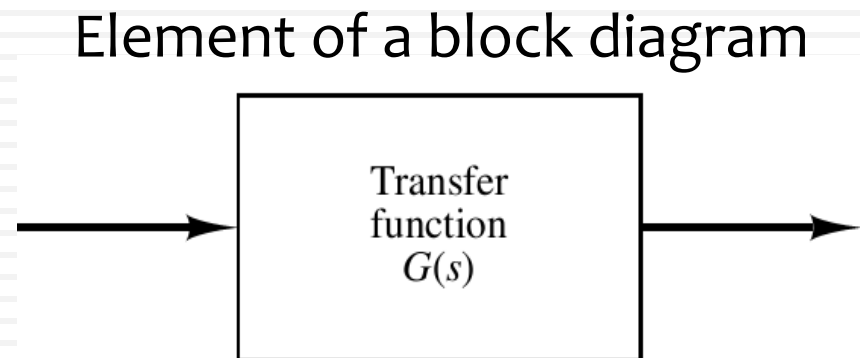 Element of a block diagram
Transfer
function
G(s)